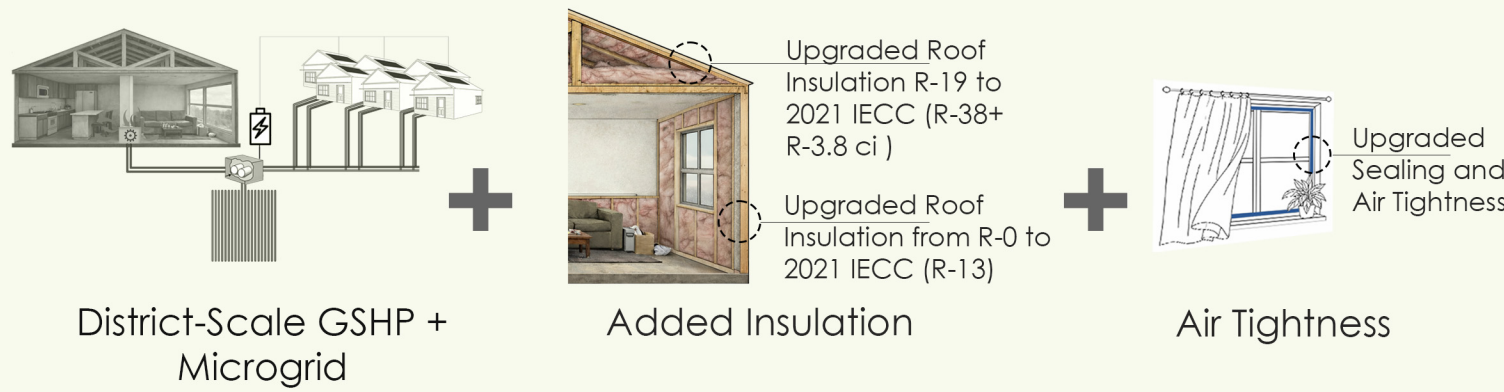 Upgraded Roof
Insulation R-19 to
2021 IECC (R-38+
R-3.8 ci )
Upgraded Roof
Insulation from R-0 to
2021 IECC (R-13)
Upgraded
Sealing and
Air Tightness
District-Scale GSHP +
Microgrid
Added Insulation
Air Tightness